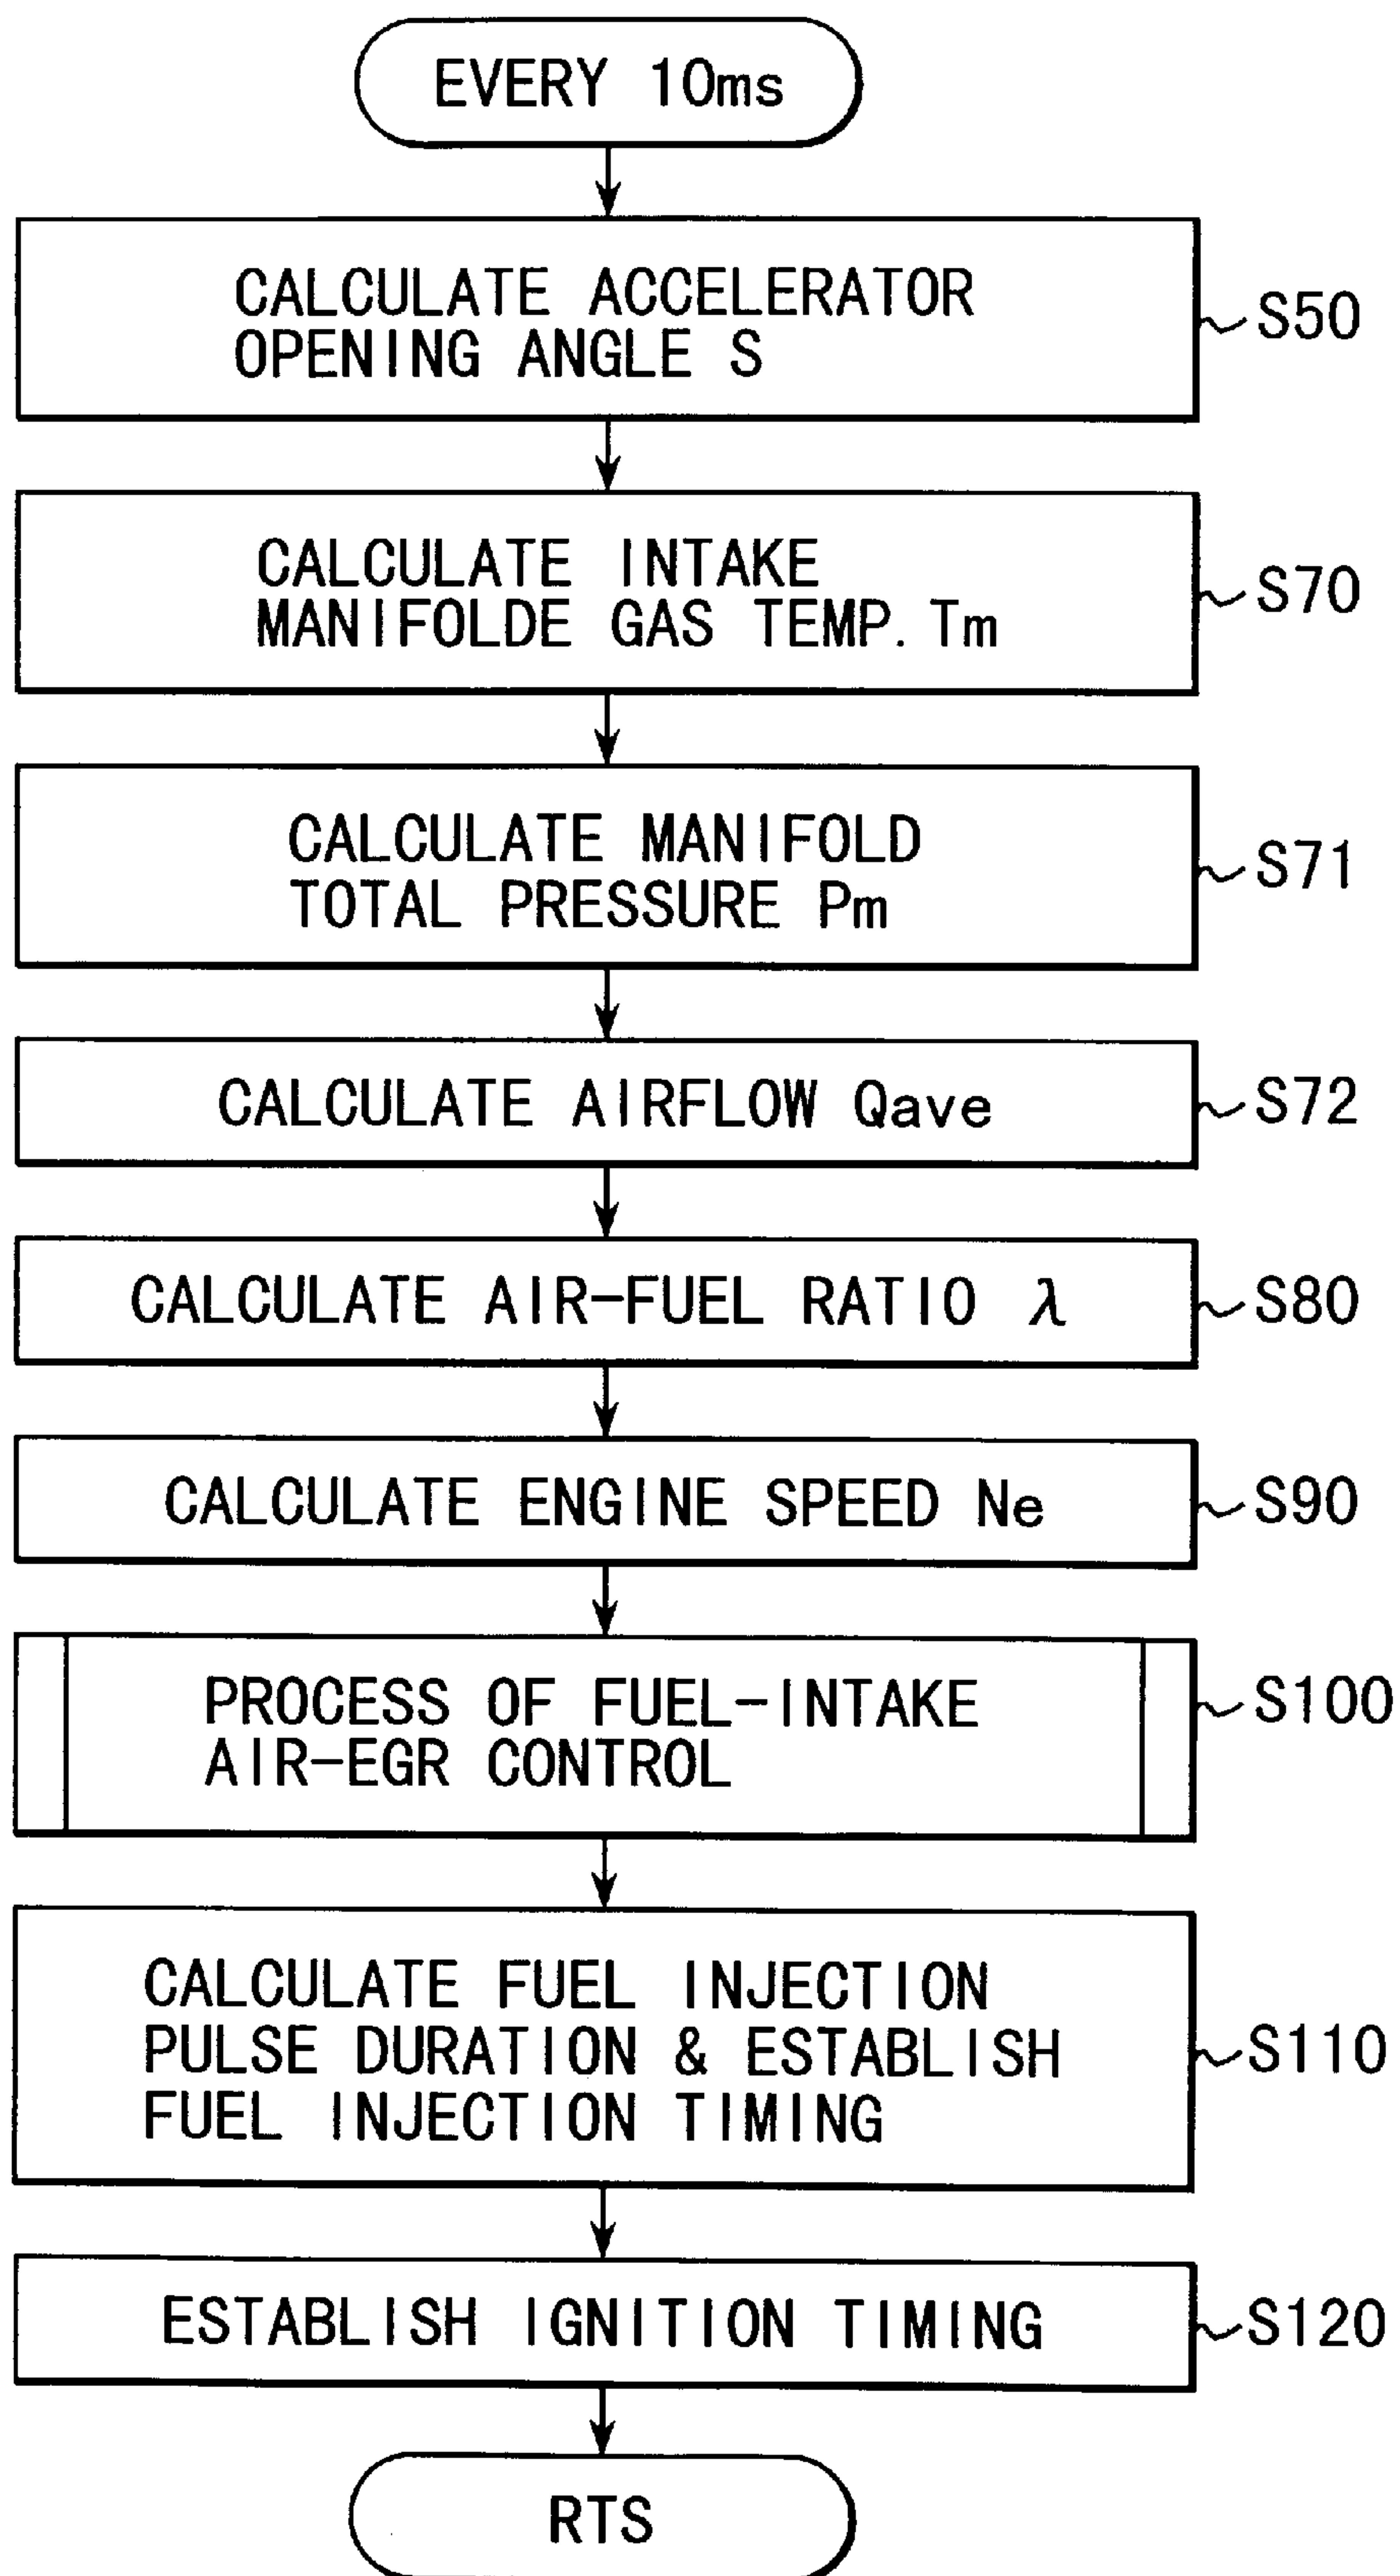 EVERY 10ms
CALCULATE ACCELERATOR
OPENING ANGLE S
S50
CALCULATE INTAKE
MANIFOLDE GAS TEMP. Tm
S70
CALCULATE MANIFOLD
TOTAL PRESSURE Pm
S71
CALCULATE AIRFLOW Qave
S72
CALCULATE AIR-FUEL RATIO λ
S80
CALCULATE ENGINE SPEED Ne
S90
PROCESS OF FUEL-INTAKE
AIR-EGR CONTROL
S100
CALCULATE FUEL INJECTION
PULSE DURATION & ESTABLISH
FUEL INJECTION TIMING
S110
ESTABLISH IGNITION TIMING
S120
RTS